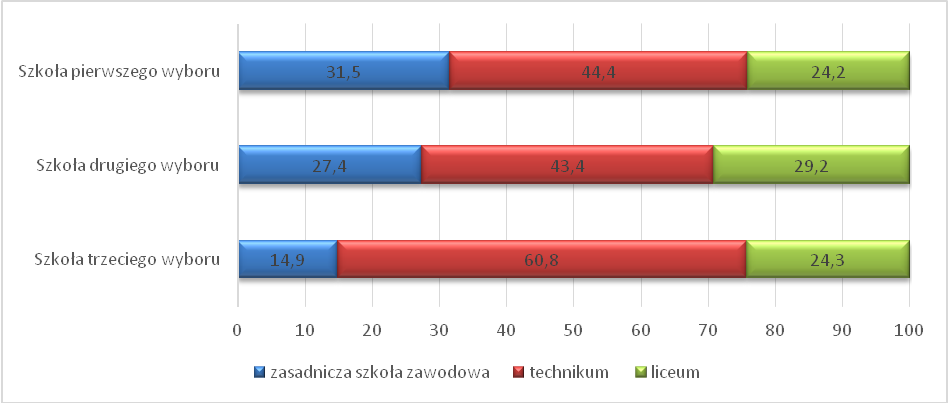 Szkoła pierwszego wyboru
31,5 44,4 24,2
Szkoła drugiego wyboru
27,4 43,4 29,2
Szkoła trzeciego wyboru
14,9 60,8 24,3
0 10 20 30 40 50 60 70 80 90 100
zasadnicza szkoła zawodowa technikum liceum